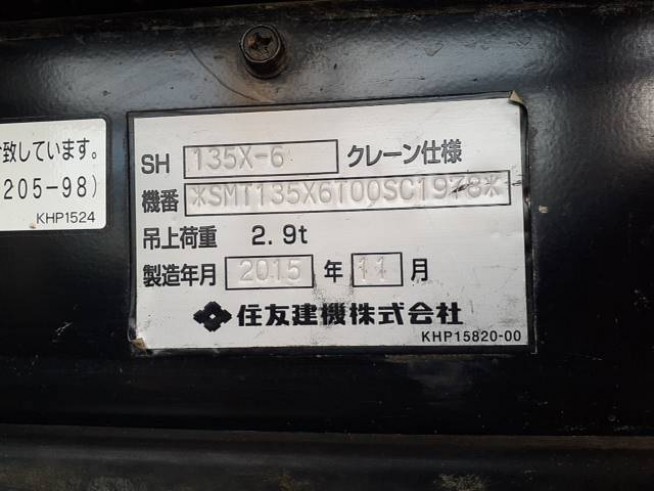 致しています。
205-98)
KHP1524
SH 135X-6 クレーン仕様
機番 *SMT135X6T00SC1978*
吊上荷重 2.9t
製造年月 2015 年 11 月
住友建機株式会社
KHP15820-00